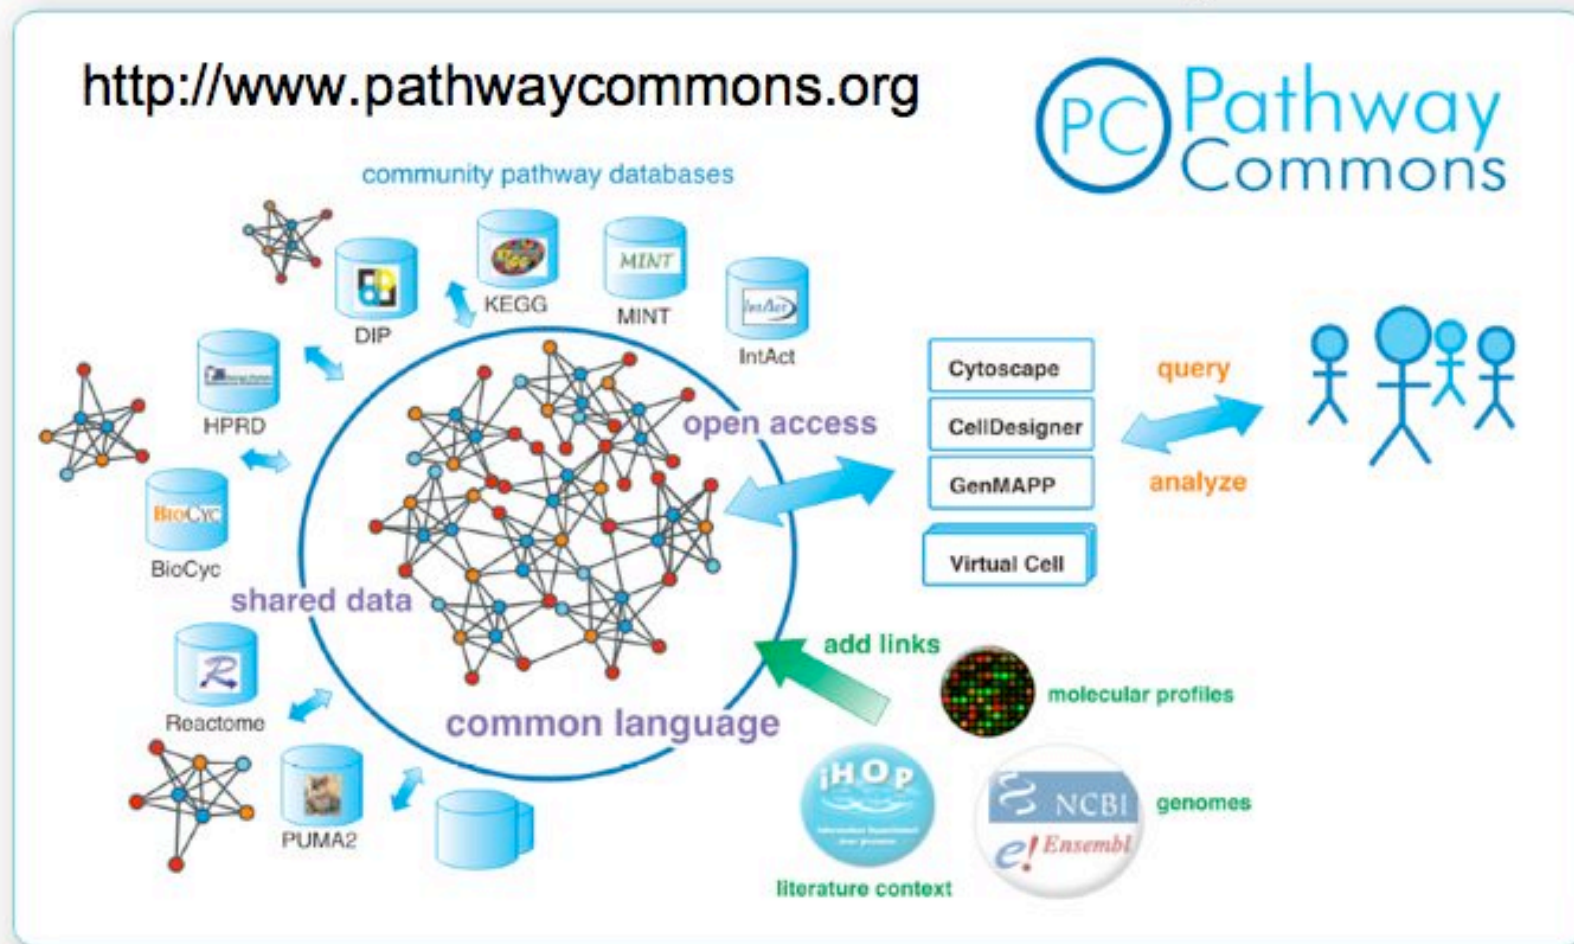 http://www.pathwaycommons.org
PC Pathway
Commons
community pathway databases
DIP
KEGG
MINT
MINT
IntAct
IntAct
HPRD
BIOCYC
BioCyc
shared data
open access
common language
R
Reactome
PUMA2
Cytoscape
CellDesigner
GenMAPP
Virtual Cell
query
analyze
add links
molecular profiles
iHOP
literature context
NCBI
e! Ensembl
genomes